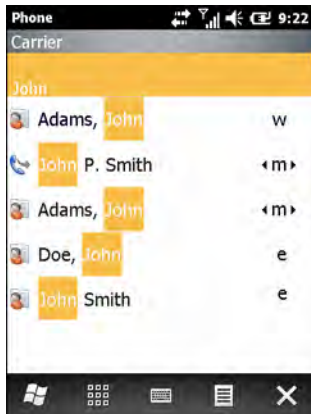 Phone 9:22
Carrier
John
Adams, John w
John P. Smith m
Adams, John m
Doe, John e
John Smith e